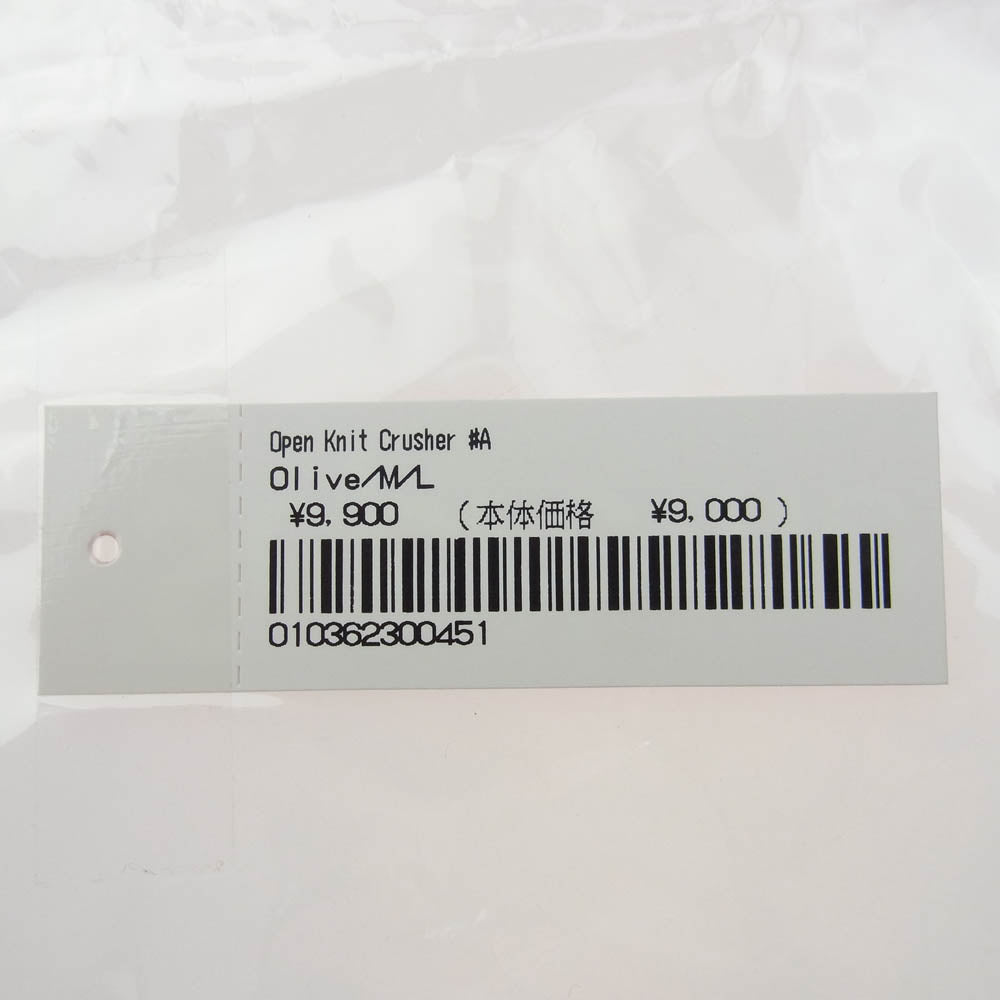 Open Knit Crusher #A
Olive/M/L
¥9,900 (本体価格 ¥9,000 )
010362300451